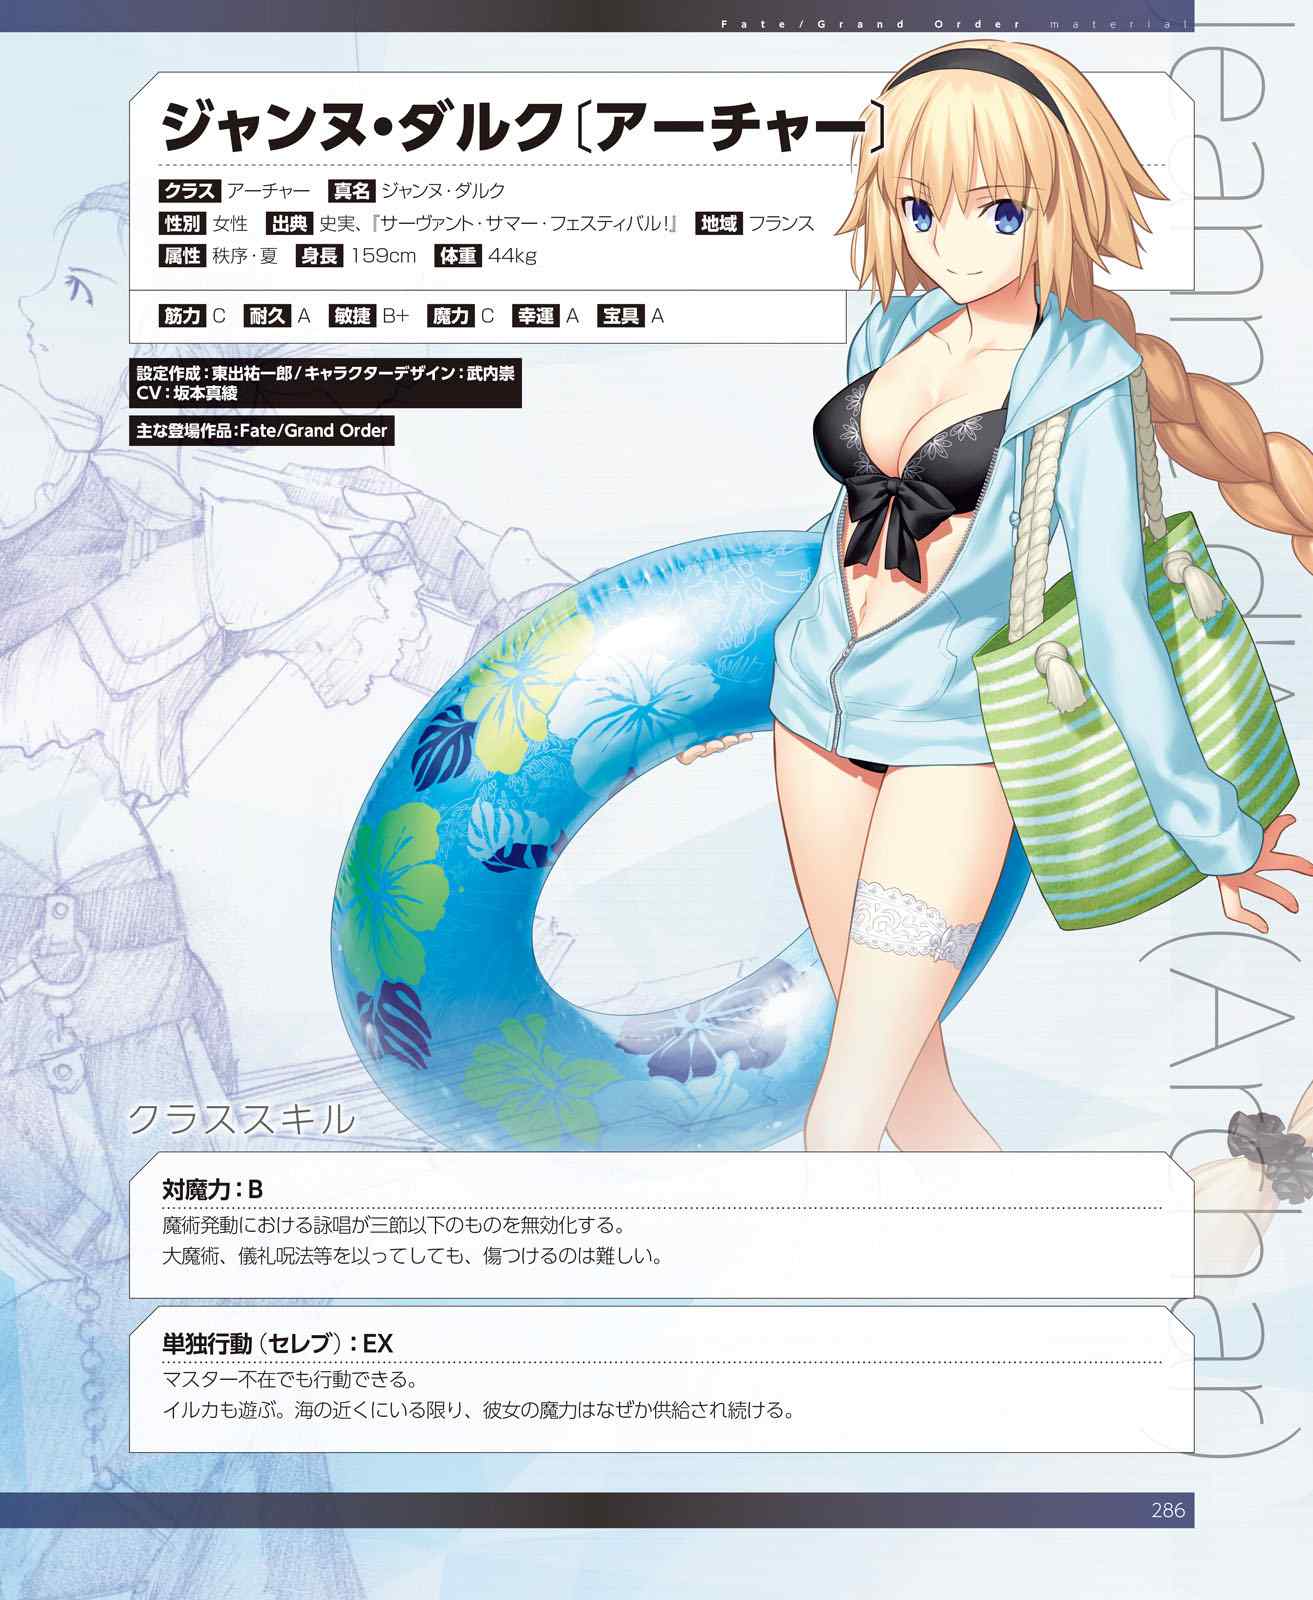 Fate/Grand Order material
ジャンヌ・ダルク〔アーチャー〕
クラス アーチャー 真名 ジャンヌ・ダルク
性別 女性 出典 史実、『サーヴァント・サマー・フェスティバル！』 地域 フランス
属性 秩序・夏 身長 159cm 体重 44kg
筋力 C 耐久 A 敏捷 B+ 魔力 C 幸運 A 宝具 A
設定作成：東出祐一郎／キャラクターデザイン：武内崇
CV：坂本真綾
主な登場作品：Fate/Grand Order
クラススキル
対魔力：B
魔術発動における詠唱が三節以下のものを無効化する。
大魔術、儀礼呪法等を以ってしても、傷つけるのは難しい。
単独行動（セレブ）：EX
マスター不在でも行動できる。
イルカも遊ぶ。海の近くにいる限り、彼女の魔力はなぜか供給され続ける。
286